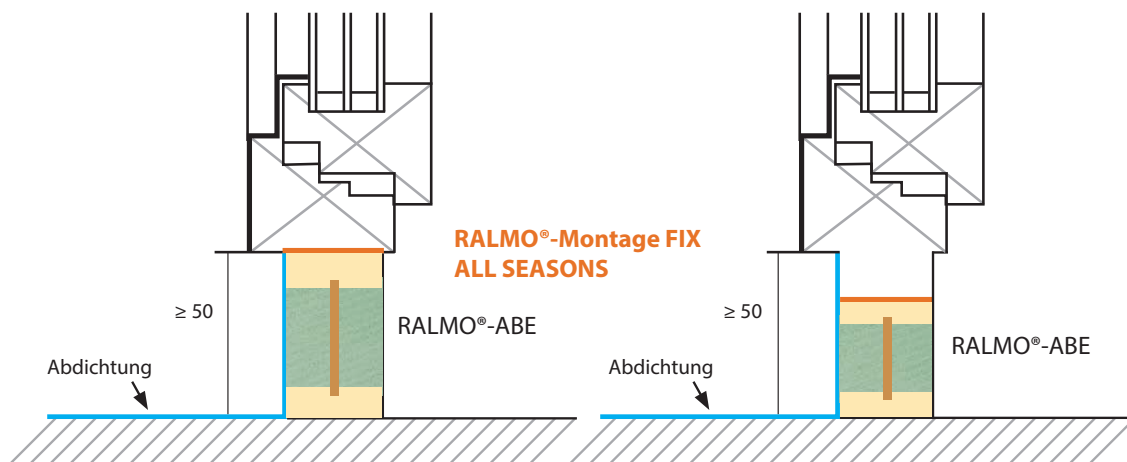 RALMO®-Montage FIX
ALL SEASONS
≥ 50
RALMO®-ABE
Abdichtung
≥ 50
RALMO®-ABE
Abdichtung